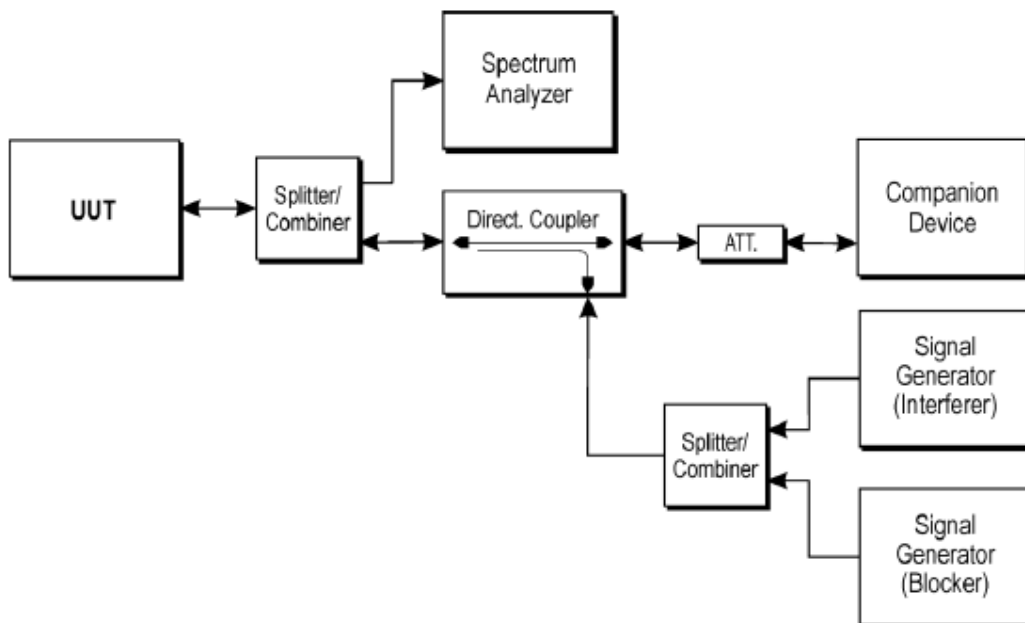 Spectrum
Analyzer
UUT
Splitter/
Combiner
Direct. Coupler
ATT.
Companion
Device
Signal
Generator
(Interferer)
Splitter/
Combiner
Signal
Generator
(Blocker)